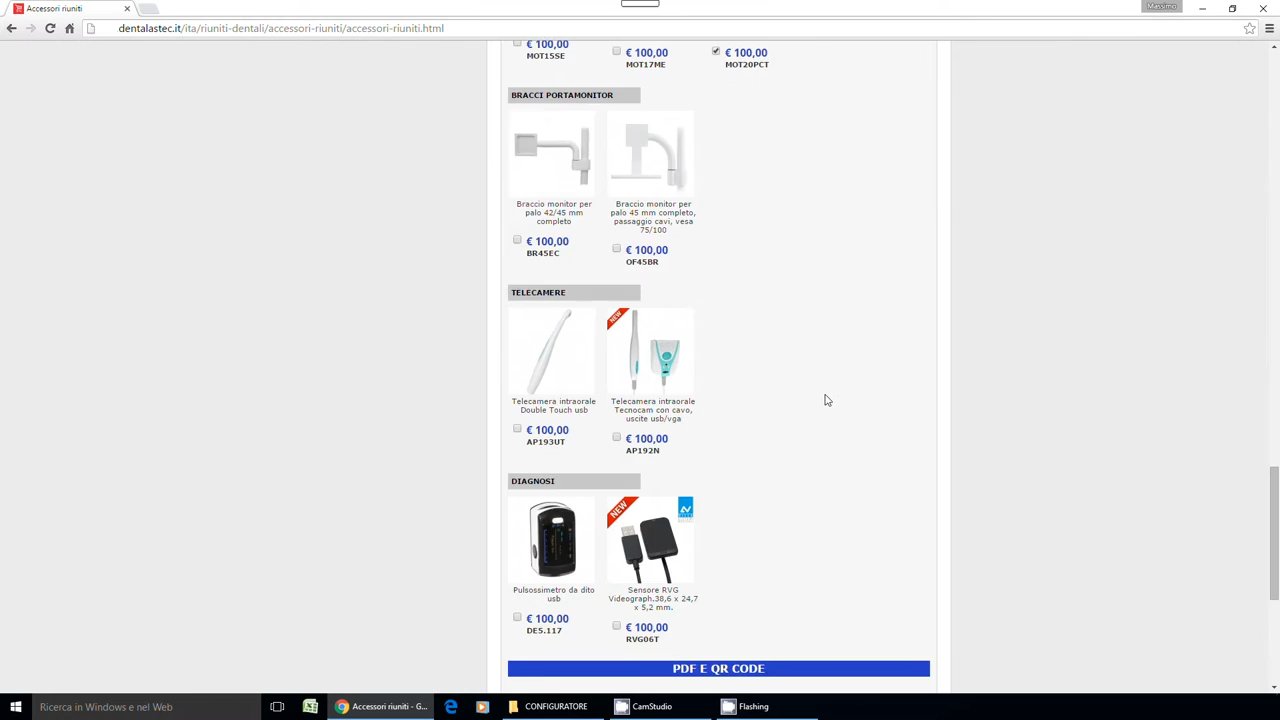 Accessori riuniti
Massimo
dentalastec.it/ita/riuniti-dentali/accessori-riuniti/accessori-riuniti.html
€ 100,00
MOT15SE
€ 100,00
MOT17ME
€ 100,00
MOT20PCT
BRACCI PORTAMONITOR
Braccio monitor per
palo 42/45 mm
completo
€ 100,00
BR45EC
Braccio monitor per
palo 45 mm completo,
passaggio cavi, vesa
75/100
€ 100,00
OF45BR
TELECAMERE
Telecamera intraorale
Double Touch usb
€ 100,00
AP193UT
NEW
Telecamera intraorale
Tecnocam con cavo,
uscite usb/vga
€ 100,00
AP192N
DIAGNOSI
Pulsossimetro da dito
usb
€ 100,00
DE5.117
NEW
Sensore RVG
Videograph.38,6 x 24,7
x 5,2 mm.
€ 100,00
RVG06T
PDF E QR CODE
Ricerca in Windows e nel Web
Accessori riuniti - G...
CONFIGURATORE
CamStudio
Flashing